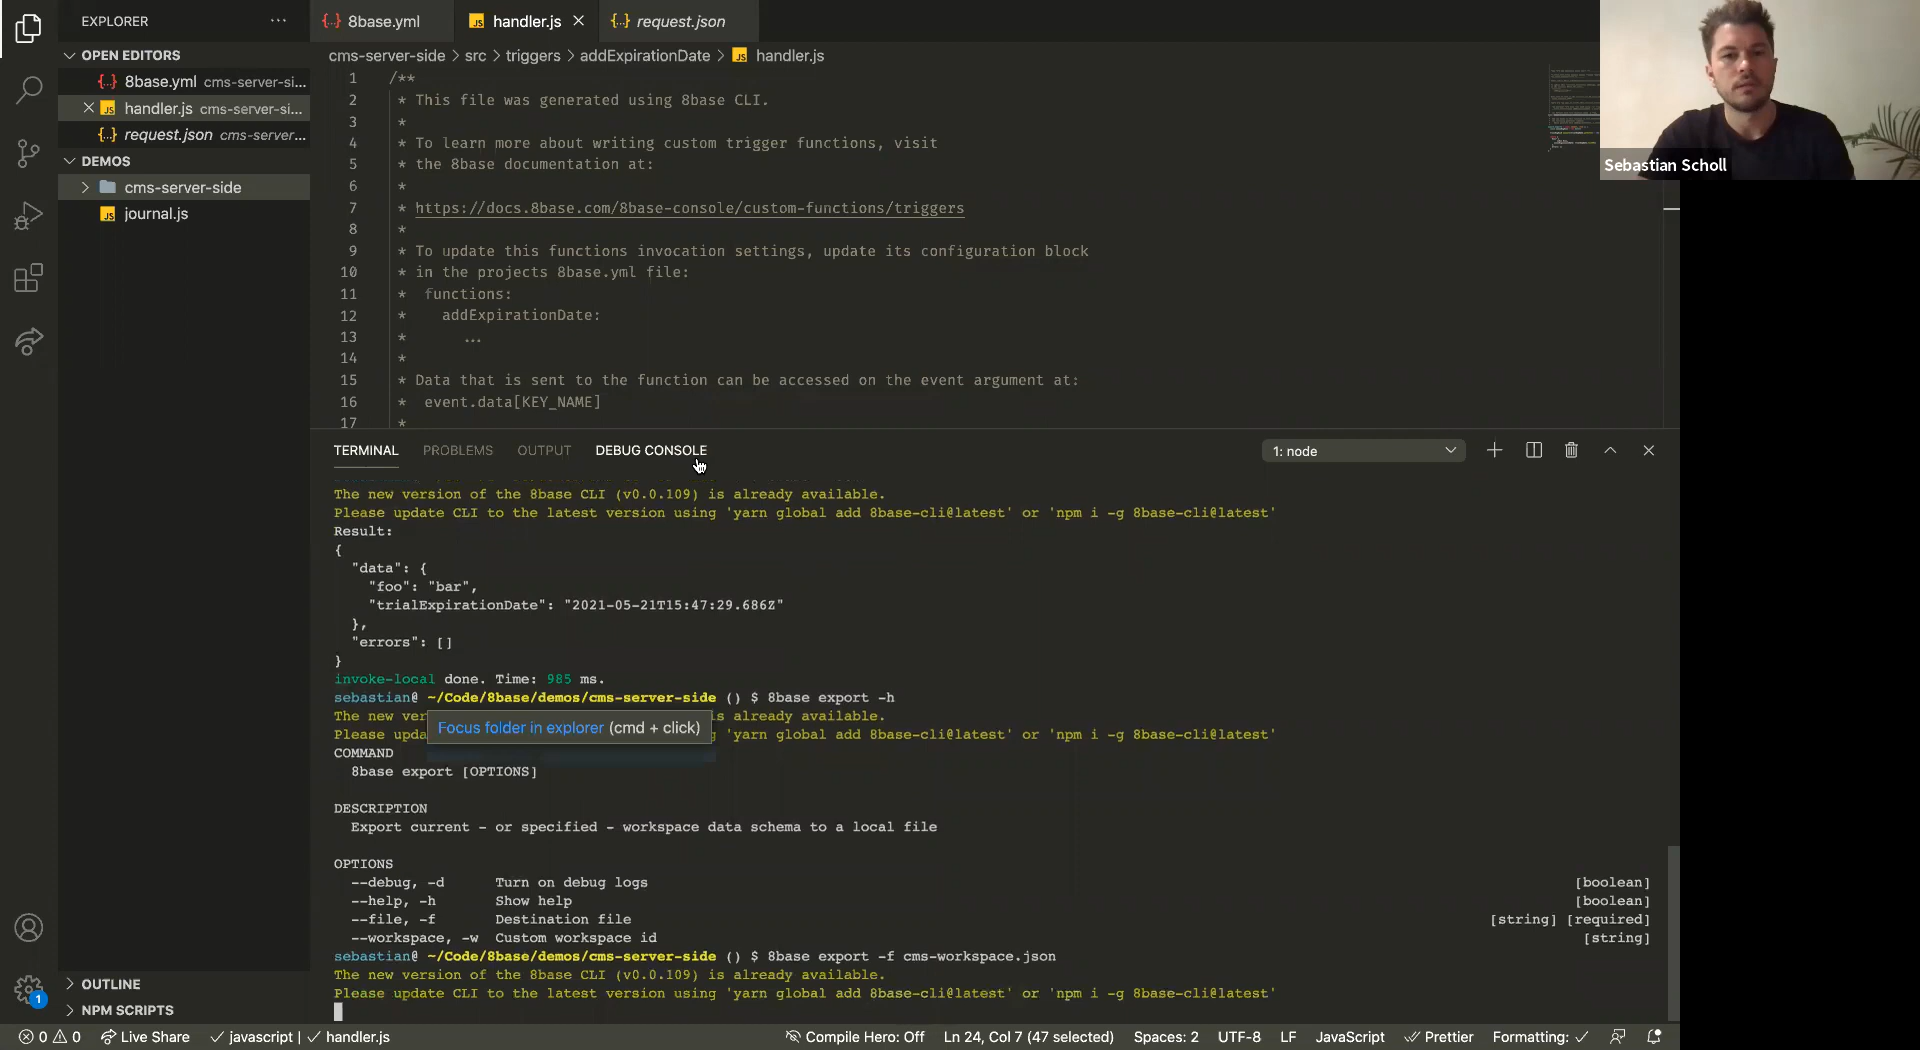 EXPLORER
OPEN EDITORS
8base.yml cms-server-si...
handler.js cms-server-si...
request.json cms-server...
DEMOS
cms-server-side
journal.js
OUTLINE
NPM SCRIPTS
8base.yml
handler.js
request.json
cms-server-side > src > triggers > addExpirationDate > JS handler.js
1 /**
2 * This file was generated using 8base CLI.
3 *
4 * To learn more about writing custom trigger functions, visit
5 * the 8base documentation at:
6 *
7 * https://docs.8base.com/8base-console/custom-functions/triggers
8 *
9 * To update this functions invocation settings, update its configuration block
10 * in the projects 8base.yml file:
11 * functions:
12 * addExpirationDate:
13 * ...
14 *
15 * Data that is sent to the function can be accessed on the event argument at:
16 * event.data[KEY_NAME]
17 *
Sebastian Scholl
TERMINAL PROBLEMS OUTPUT DEBUG CONSOLE
1: node
The new version of the 8base CLI (v0.0.109) is already available.
Please update CLI to the latest version using 'yarn global add 8base-cli@latest' or 'npm i -g 8base-cli@latest'
Result:
{
"data": {
"foo": "bar",
"trialExpirationDate": "2021-05-21T15:47:29.686Z"
},
"errors": []
}
invoke-local done. Time: 985 ms.
sebastian@ ~/Code/8base/demos/cms-server-side () $ 8base export -h
The new ver s already available.
Focus folder in explorer (cmd + click)
Please upda 'yarn global add 8base-cli@latest' or 'npm i -g 8base-cli@latest'
COMMAND
8base export [OPTIONS]
DESCRIPTION
Export current - or specified - workspace data schema to a local file
OPTIONS
--debug, -d Turn on debug logs [boolean]
--help, -h Show help [boolean]
--file, -f Destination file [string] [required]
--workspace, -w Custom workspace id [string]
sebastian@ ~/Code/8base/demos/cms-server-side () $ 8base export -f cms-workspace.json
The new version of the 8base CLI (v0.0.109) is already available.
Please update CLI to the latest version using 'yarn global add 8base-cli@latest' or 'npm i -g 8base-cli@latest'
1
0 0 Live Share javascript | handler.js Compile Hero: Off Ln 24, Col 7 (47 selected) Spaces: 2 UTF-8 LF JavaScript Prettier Formatting: